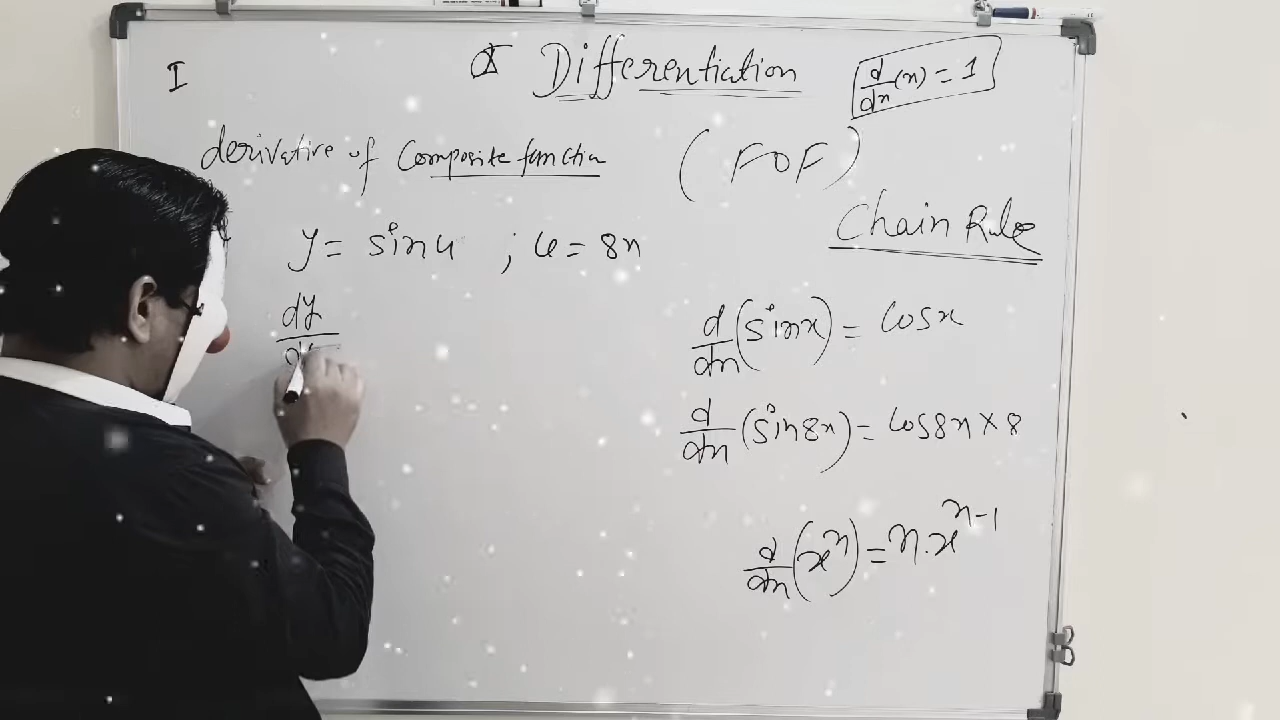 I
Differentiation
d/dx (x) = 1
derivative of Composite function (FOF)
Chain Rule
y = sin u ; u = 8x
dy
d/dx (sin x) = cos x
d/dx (sin 8x) = cos 8x × 8
d/dx (x^n) = n.x^n-1